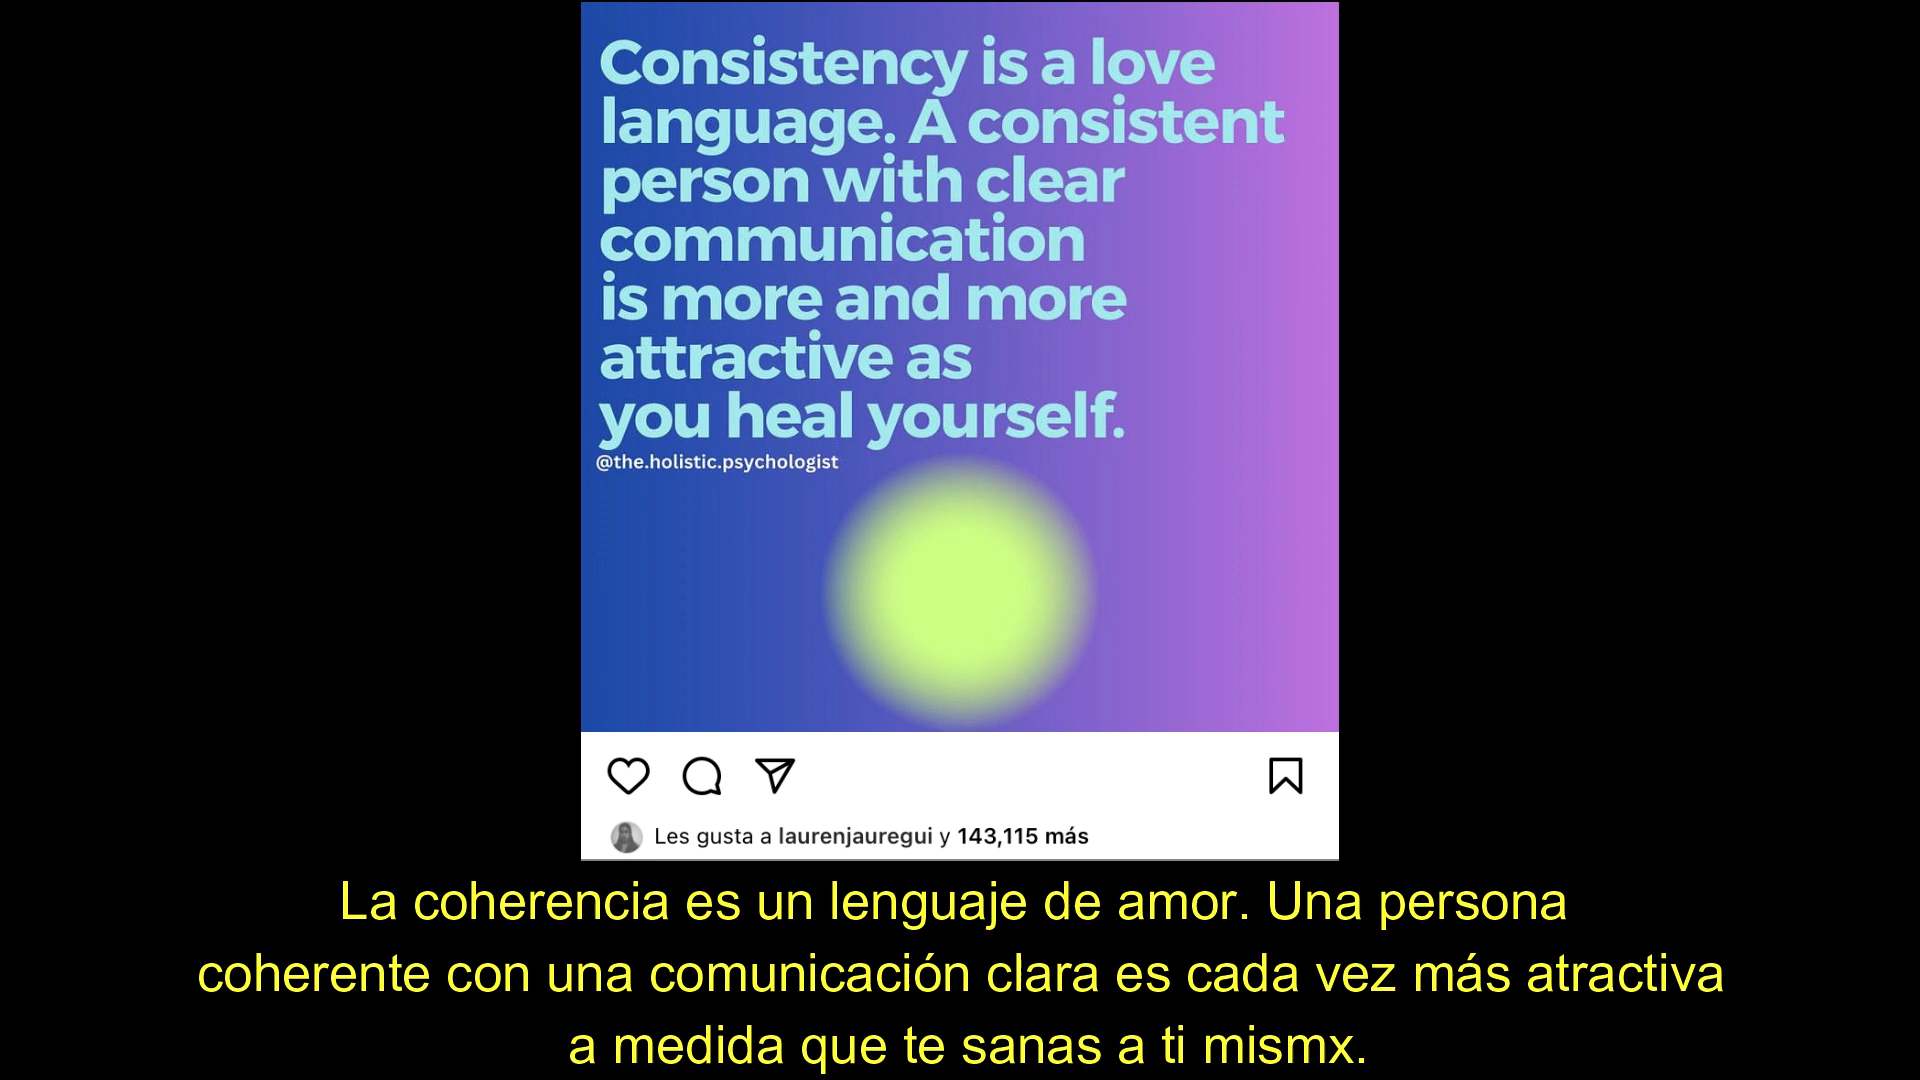 Consistency is a love
language. A consistent
person with clear
communication
is more and more
attractive as
you heal yourself.
@the.holistic.psychologist
Les gusta a laurenjauregui y 143,115 más
La coherencia es un lenguaje de amor. Una persona
coherente con una comunicación clara es cada vez más atractiva
a medida que te sanas a ti mismx.